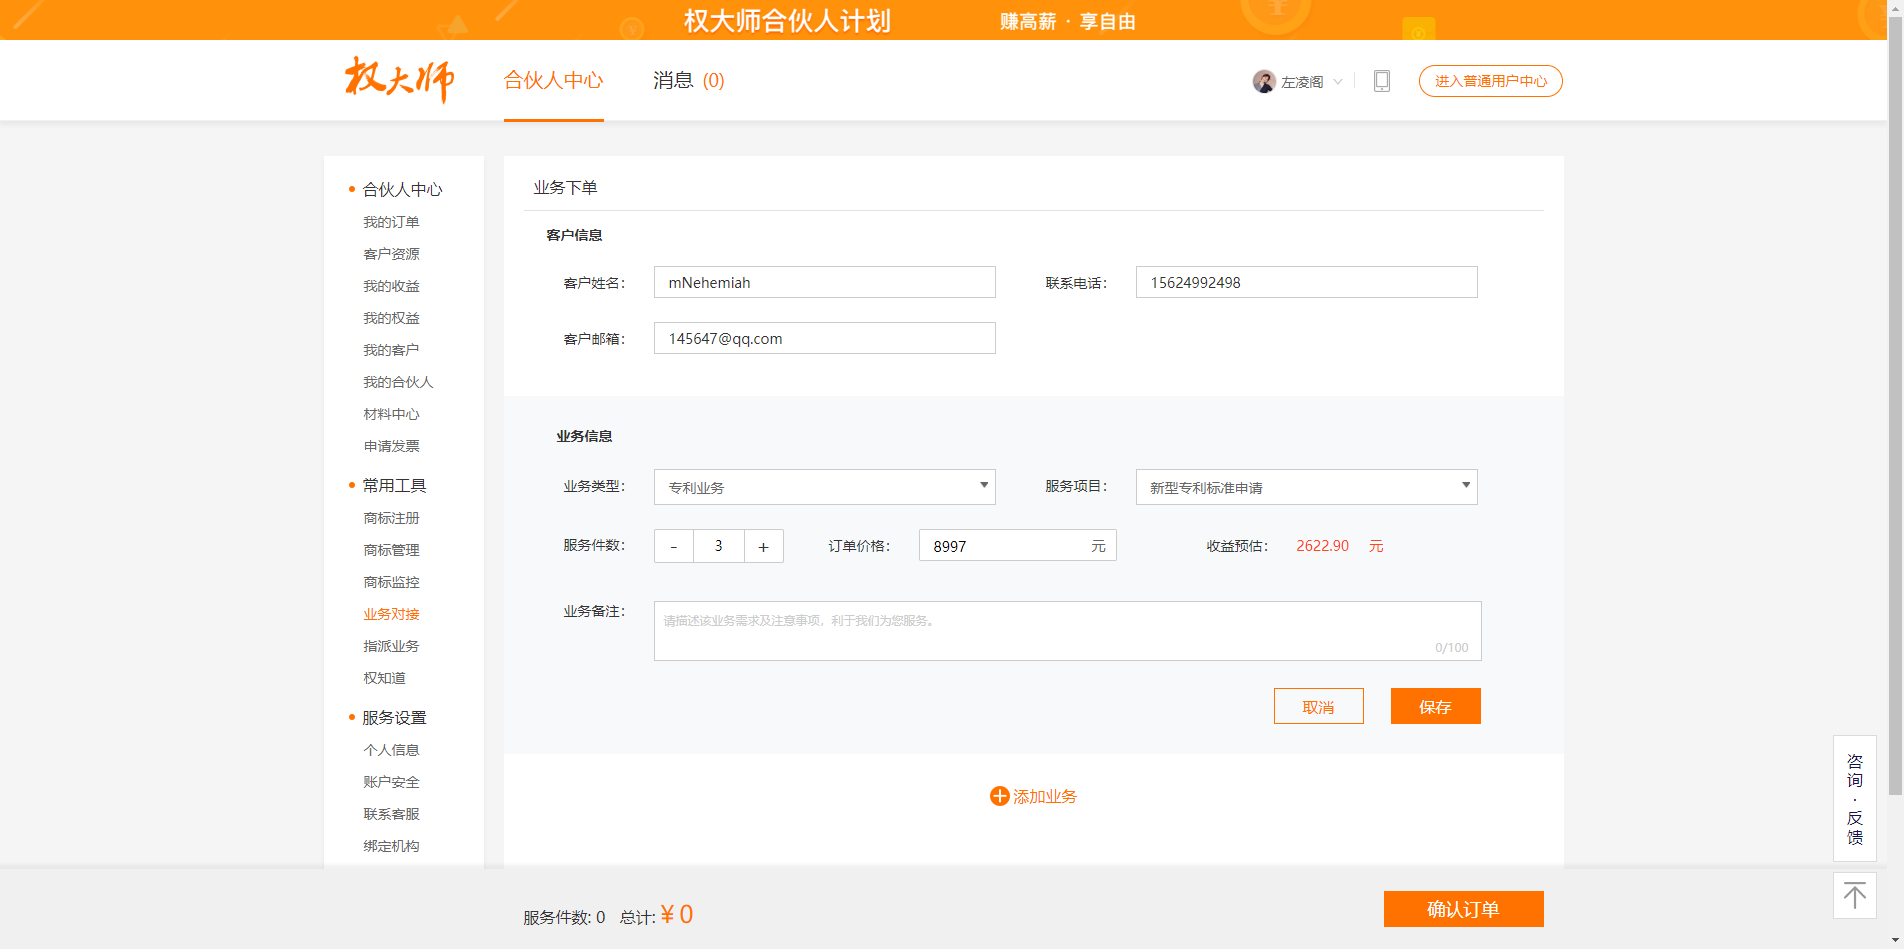 权大师合伙人计划 赚高薪 · 享自由
权大师 合伙人中心 消息 (0) 左凌阁 进入普通用户中心
合伙人中心
我的订单
客户资源
我的收益
我的权益
我的客户
我的合伙人
材料中心
申请发票
常用工具
商标注册
商标管理
商标监控
业务对接
指派业务
权知道
服务设置
个人信息
账户安全
联系客服
绑定机构
业务下单
客户信息
客户姓名： mNehemiah 联系电话： 15624992498
客户邮箱： 145647@qq.com
业务信息
业务类型： 专利业务 服务项目： 新型专利标准申请
服务件数： - 3 + 订单价格： 8997 元 收益预估： 2622.90 元
业务备注： 请描述该业务需求及注意事项，利于我们为您服务。
0/100
取消 保存
添加业务
咨询·反馈
服务件数: 0 总计: ¥0 确认订单